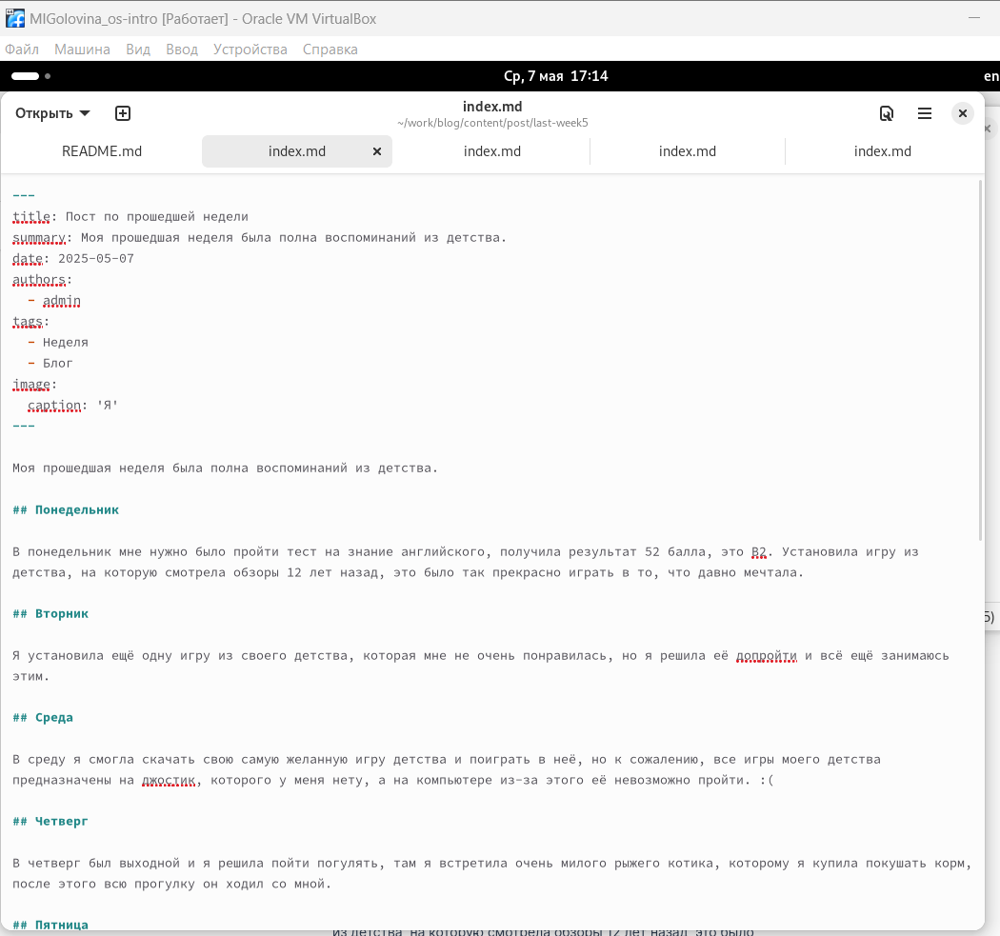 MIGolovina_os-intro [Работает] - Oracle VM VirtualBox
Файл Машина Вид Ввод Устройства Справка
Ср, 7 мая 17:14
en
Открыть
index.md
~/work/blog/content/post/last-week5
README.md index.md index.md index.md index.md
---
title: Пост по прошедшей недели
summary: Моя прошедшая неделя была полна воспоминаний из детства.
date: 2025-05-07
authors:
  - admin
tags:
  - Неделя
  - Блог
image:
  caption: 'Я'
---
Моя прошедшая неделя была полна воспоминаний из детства.
## Понедельник
В понедельник мне нужно было пройти тест на знание английского, получила результат 52 балла, это B2. Установила игру из
детства, на которую смотрела обзоры 12 лет назад, это было так прекрасно играть в то, что давно мечтала.
## Вторник
Я установила ещё одну игру из своего детства, которая мне не очень понравилась, но я решила её допройти и всё ещё занимаюсь
этим.
## Среда
В среду я смогла скачать свою самую желанную игру детства и поиграть в неё, но к сожалению, все игры моего детства
предназначены на джостик, которого у меня нету, а на компьютере из-за этого её невозможно пройти. :(
## Четверг
В четверг был выходной и я решила пойти погулять, там я встретила очень милого рыжего котика, которому я купила покушать корм,
после этого всю прогулку он ходил со мной.
## Пятница
5)
из детства, на которую смотрела обзоры 12 лет назад, это было